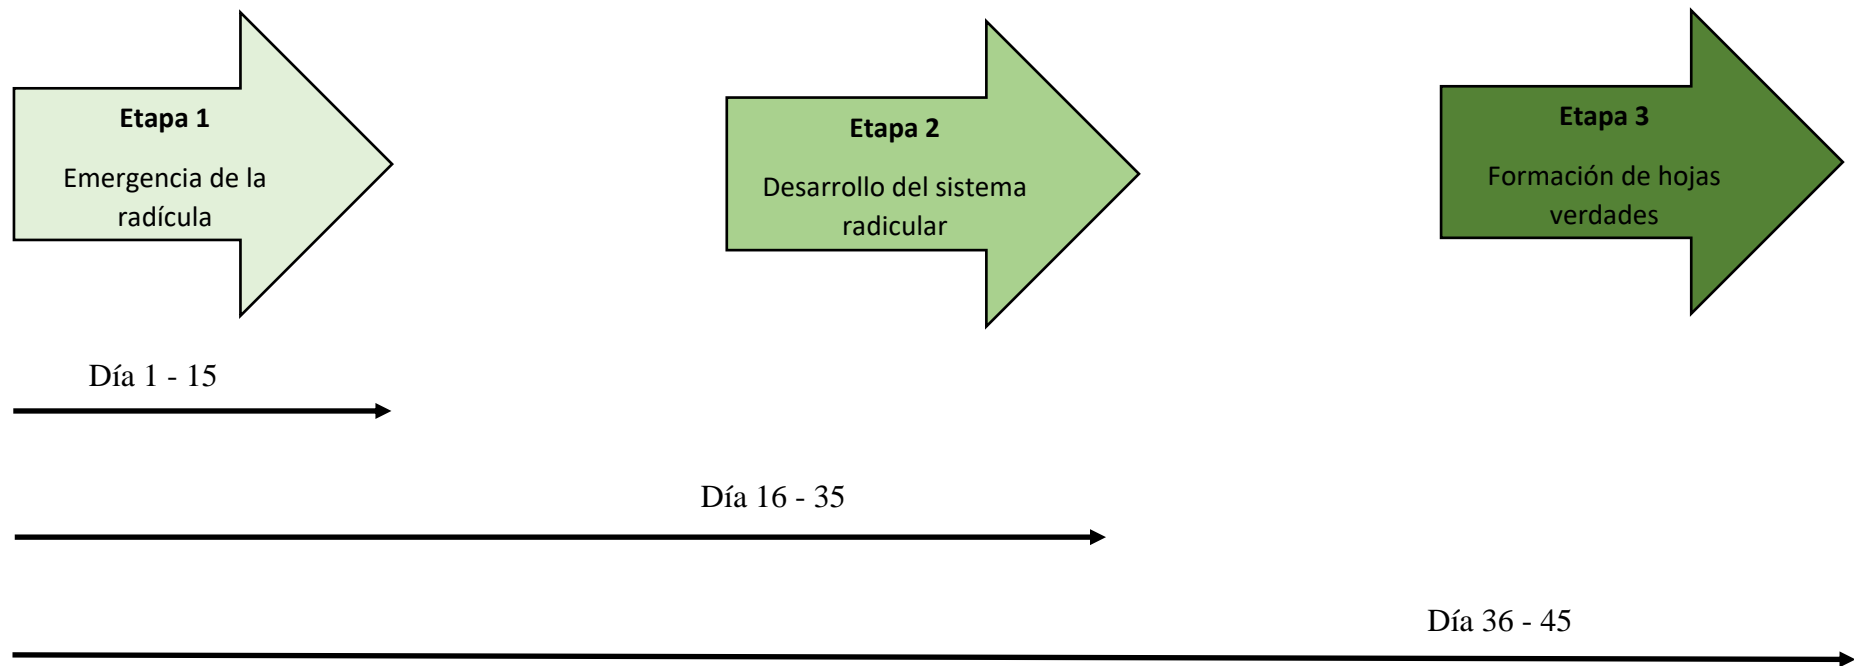 Etapa 1
Emergencia de la
radícula
Etapa 2
Desarrollo del sistema
radicular
Etapa 3
Formación de hojas
verdades
Día 1 - 15
Día 16 - 35
Día 36 - 45